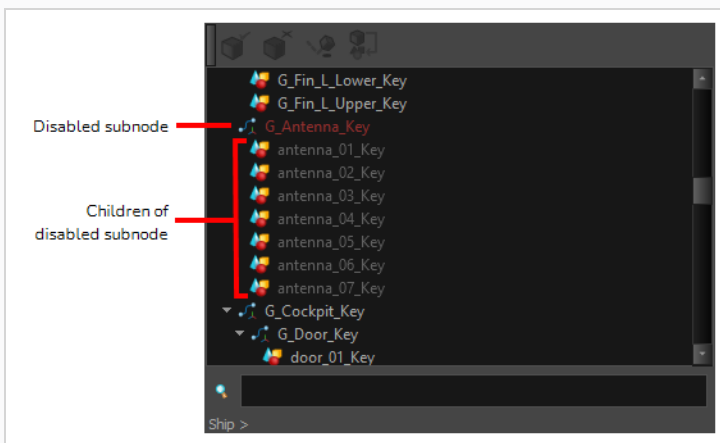 G_Fin_L_Lower_Key
G_Fin_L_Upper_Key
Disabled subnode
G_Antenna_Key
antenna_01_Key
antenna_02_Key
antenna_03_Key
Children of
disabled subnode
antenna_04_Key
antenna_05_Key
antenna_06_Key
antenna_07_Key
G_Cockpit_Key
G_Door_Key
door_01_Key
Ship >